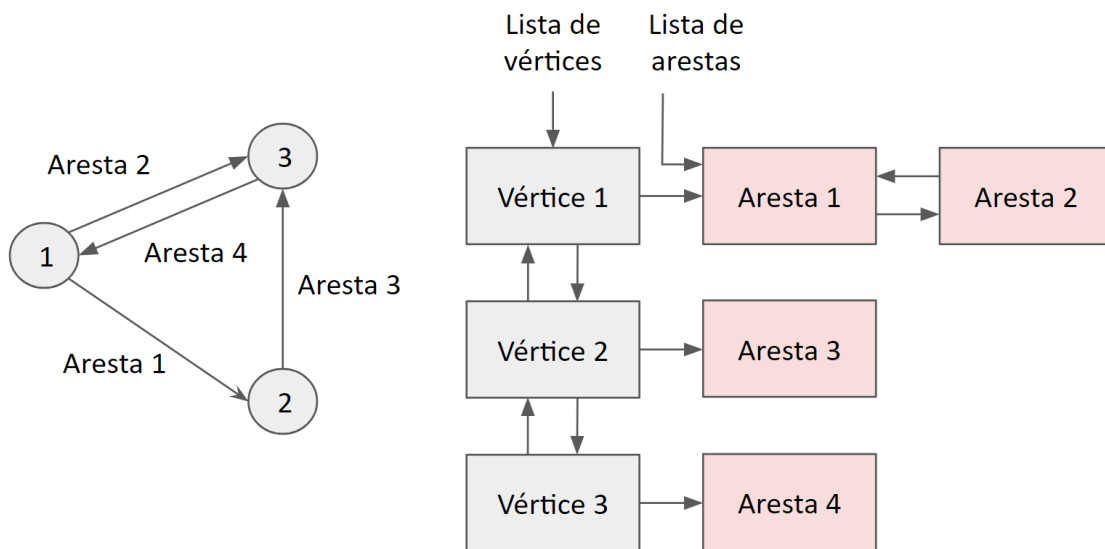 Aresta 2
3
1
Aresta 4
Aresta 3
Aresta 1
2
Lista de
vértices
Lista de
arestas
Vértice 1
Aresta 1
Aresta 2
Vértice 2
Aresta 3
Vértice 3
Aresta 4